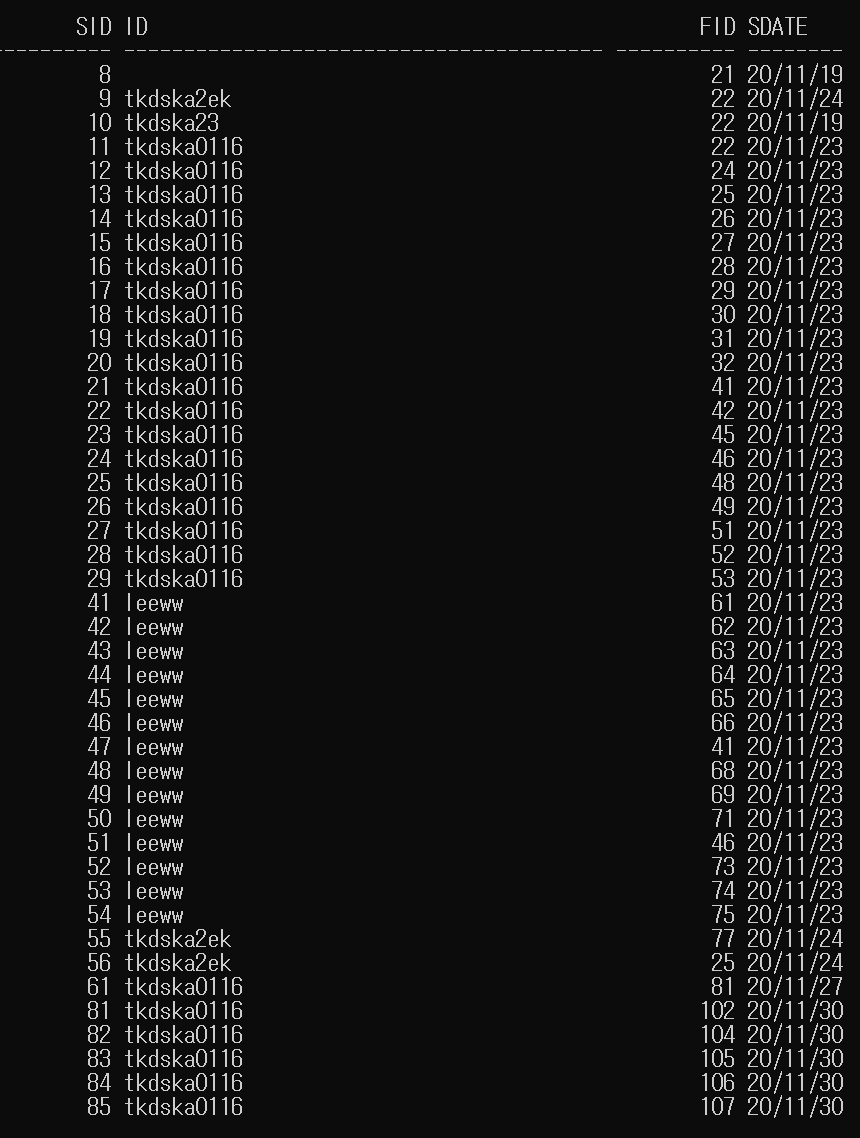 SID ID FID SDATE
---------- ---------------------------------------- ---------- --------
8 21 20/11/19
9 tkdska2ek 22 20/11/24
10 tkdska23 22 20/11/19
11 tkdska0116 22 20/11/23
12 tkdska0116 24 20/11/23
13 tkdska0116 25 20/11/23
14 tkdska0116 26 20/11/23
15 tkdska0116 27 20/11/23
16 tkdska0116 28 20/11/23
17 tkdska0116 29 20/11/23
18 tkdska0116 30 20/11/23
19 tkdska0116 31 20/11/23
20 tkdska0116 32 20/11/23
21 tkdska0116 41 20/11/23
22 tkdska0116 42 20/11/23
23 tkdska0116 45 20/11/23
24 tkdska0116 46 20/11/23
25 tkdska0116 48 20/11/23
26 tkdska0116 49 20/11/23
27 tkdska0116 51 20/11/23
28 tkdska0116 52 20/11/23
29 tkdska0116 53 20/11/23
41 leeww 61 20/11/23
42 leeww 62 20/11/23
43 leeww 63 20/11/23
44 leeww 64 20/11/23
45 leeww 65 20/11/23
46 leeww 66 20/11/23
47 leeww 41 20/11/23
48 leeww 68 20/11/23
49 leeww 69 20/11/23
50 leeww 71 20/11/23
51 leeww 46 20/11/23
52 leeww 73 20/11/23
53 leeww 74 20/11/23
54 leeww 75 20/11/23
55 tkdska2ek 77 20/11/24
56 tkdska2ek 25 20/11/24
61 tkdska0116 81 20/11/27
81 tkdska0116 102 20/11/30
82 tkdska0116 104 20/11/30
83 tkdska0116 105 20/11/30
84 tkdska0116 106 20/11/30
85 tkdska0116 107 20/11/30